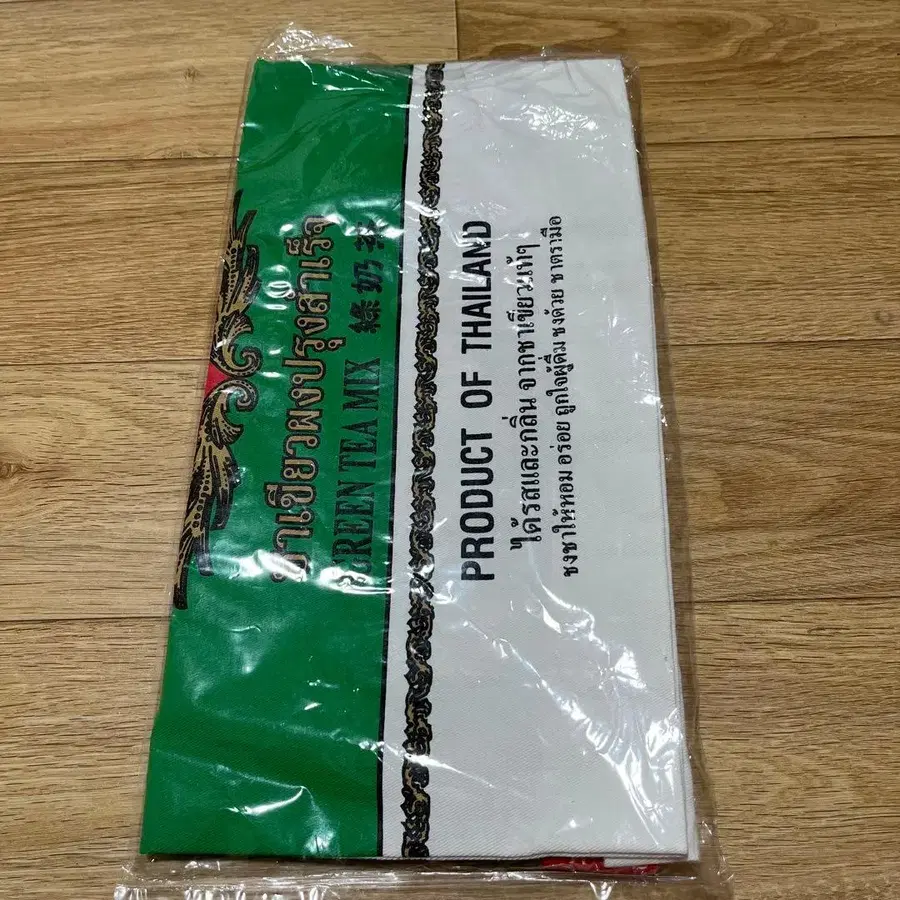 ชาเขียวผงปรุงสำเร็จ
GREEN TEA MIX 綠奶茶
PRODUCT OF THAILAND
ได้รสและกลิ่น จากชาเขียวแท้ๆ
ชงชาให้หอม อร่อย ถูกใจผู้ดื่ม ชงด้วย ชาตรามือ